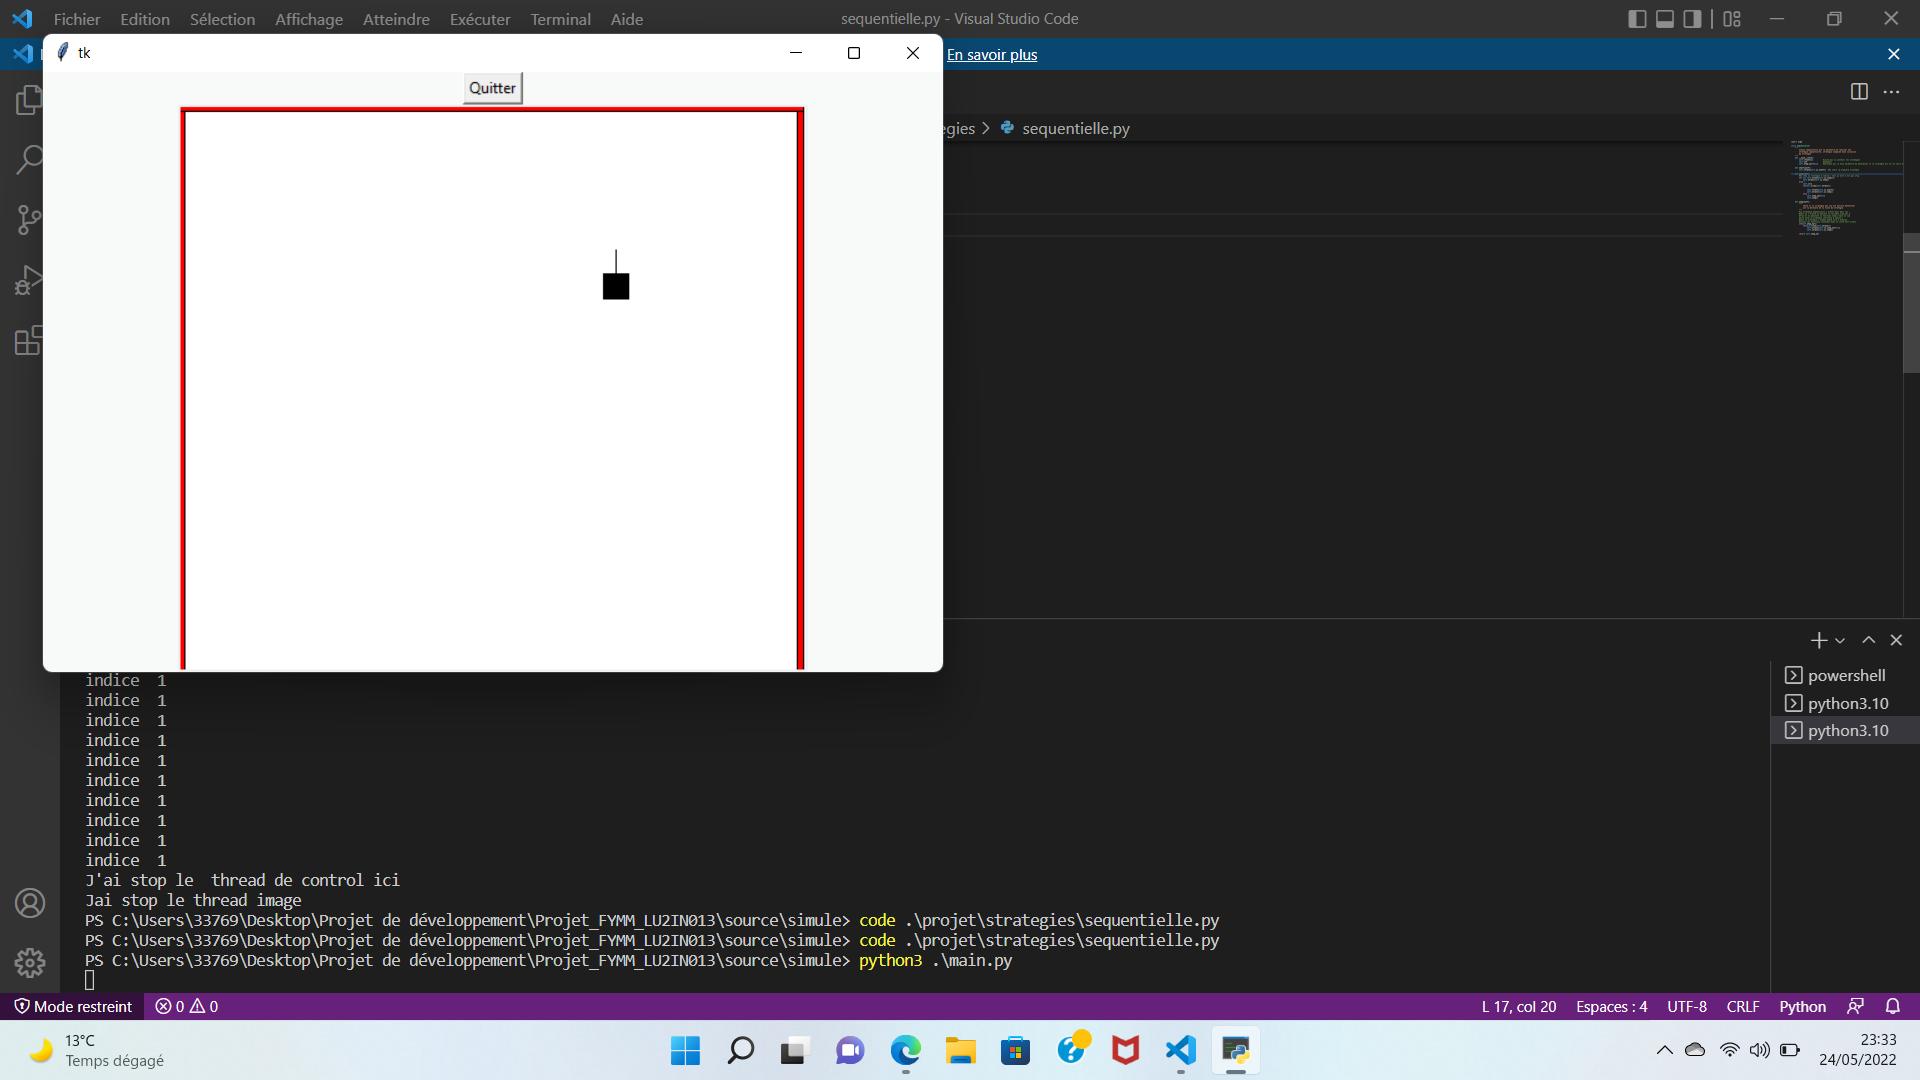 Fichier Edition Sélection Affichage Atteindre Exécuter Terminal Aide
sequentielle.py - Visual Studio Code
tk
En savoir plus
Quitter
egies > sequentielle.py
powershell
python3.10
python3.10
indice  1
indice  1
indice  1
indice  1
indice  1
indice  1
indice  1
indice  1
indice  1
indice  1
J'ai stop le  thread de control ici
Jai stop le thread image
PS C:\Users\33769\Desktop\Projet de développement\Projet_FYMM_LU2IN013\source\simule> code .\projet\strategies\sequentielle.py
PS C:\Users\33769\Desktop\Projet de développement\Projet_FYMM_LU2IN013\source\simule> code .\projet\strategies\sequentielle.py
PS C:\Users\33769\Desktop\Projet de développement\Projet_FYMM_LU2IN013\source\simule> python3 .\main.py
Mode restreint 0 0 L 17, col 20 Espaces : 4 UTF-8 CRLF Python
13°C
Temps dégagé
23:33
24/05/2022